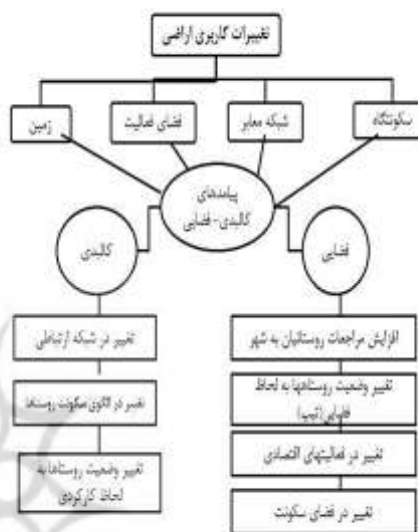 تغییرات کاربری اراضی
سکونتگاه
شبکه معابر
فضای فعالیت
زمین
پیامدهای
کالبدی- فضایی
فضایی
کالبدی
افزایش مراجعات روستائیان به شهر
تغییر وضعیت روستاها به لحاظ
فضایی(تیپ)
تغییر در فعالیتهای اقتصادی
تغییر در فضای سکونت
تغییر در شبکه ارتباطی
تغییر در الگوی سکونت روستاها
تغییر وضعیت روستاها به
لحاظ کارکردی